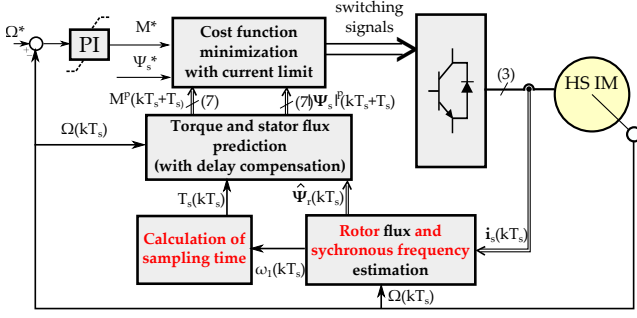 switching
signals
Ω*
+
-
PI
M*
Ψs*
Cost function
minimization
with current limit
(3)
HS IM
Mᵖ(kTs+Ts)
(7)
(7)
|Ψs|ᵖ(kTs+Ts)
Ω(kTs)
Torque and stator flux
prediction
(with delay compensation)
Ts(kTs)
Ψ̂r(kTs)
Calculation of
sampling time
ω1(kTs)
Rotor flux and
sychronous frequency
estimation
is(kTs)
Ω(kTs)